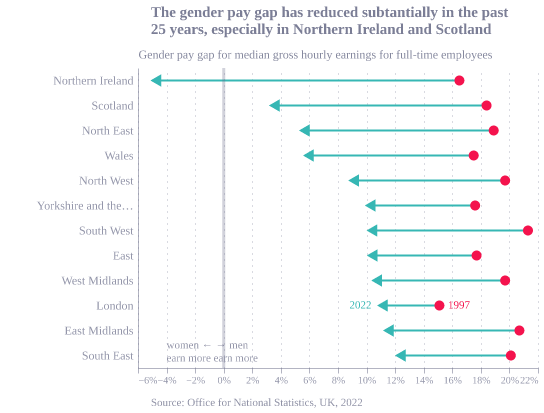 The gender pay gap has reduced subtantially in the past
25 years, especially in Northern Ireland and Scotland
Gender pay gap for median gross hourly earnings for full-time employees
Northern Ireland
Scotland
North East
Wales
North West
Yorkshire and the…
South West
East
West Midlands
London
2022
1997
East Midlands
South East
women ← → men
earn more earn more
−6% −4% −2% 0% 2% 4% 6% 8% 10% 12% 14% 16% 18% 20% 22%
Source: Office for National Statistics, UK, 2022